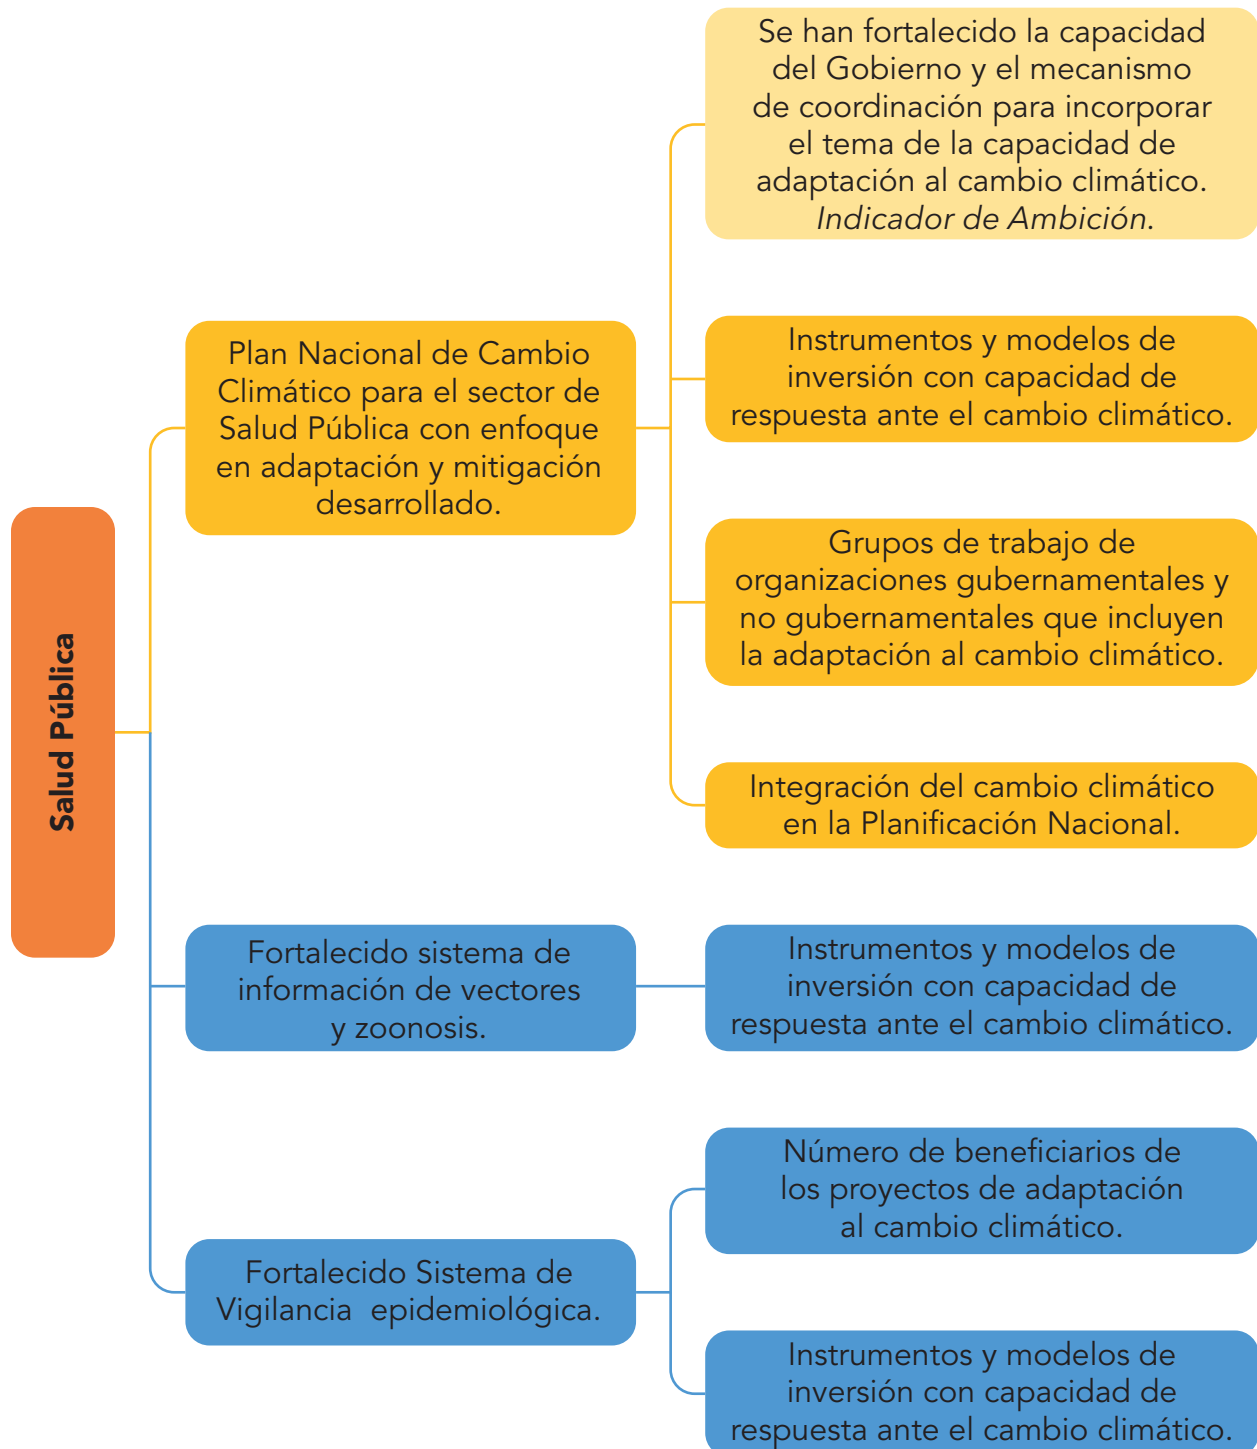 Salud Pública
Plan Nacional de Cambio
Climático para el sector de
Salud Pública con enfoque
en adaptación y mitigación
desarrollado.
Se han fortalecido la capacidad
del Gobierno y el mecanismo
de coordinación para incorporar
el tema de la capacidad de
adaptación al cambio climático.
Indicador de Ambición.
Instrumentos y modelos de
inversión con capacidad de
respuesta ante el cambio climático.
Grupos de trabajo de
organizaciones gubernamentales y
no gubernamentales que incluyen
la adaptación al cambio climático.
Integración del cambio climático
en la Planificación Nacional.
Fortalecido sistema de
información de vectores
y zoonosis.
Instrumentos y modelos de
inversión con capacidad de
respuesta ante el cambio climático.
Fortalecido Sistema de
Vigilancia  epidemiológica.
Número de beneficiarios de
los proyectos de adaptación
al cambio climático.
Instrumentos y modelos de
inversión con capacidad de
respuesta ante el cambio climático.